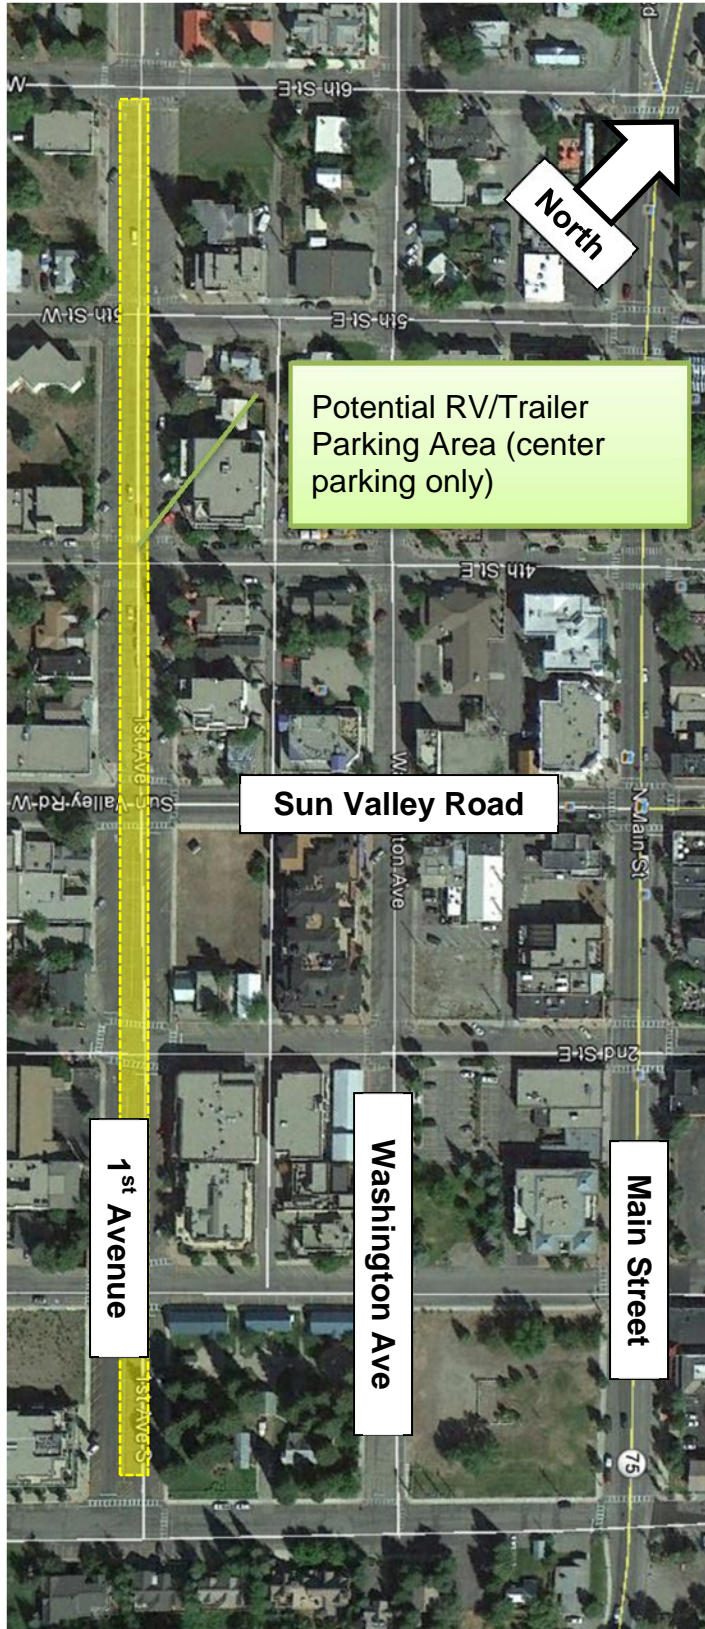 6th St E
North
5th St W
5th St E
Potential RV/Trailer
Parking Area (center
parking only)
4th St E
1st Ave S
Sun Valley Rd W
Sun Valley Road
N Main St
ton Ave
2nd St E
1st Avenue
Washington Ave
Main Street
1st Ave S
75